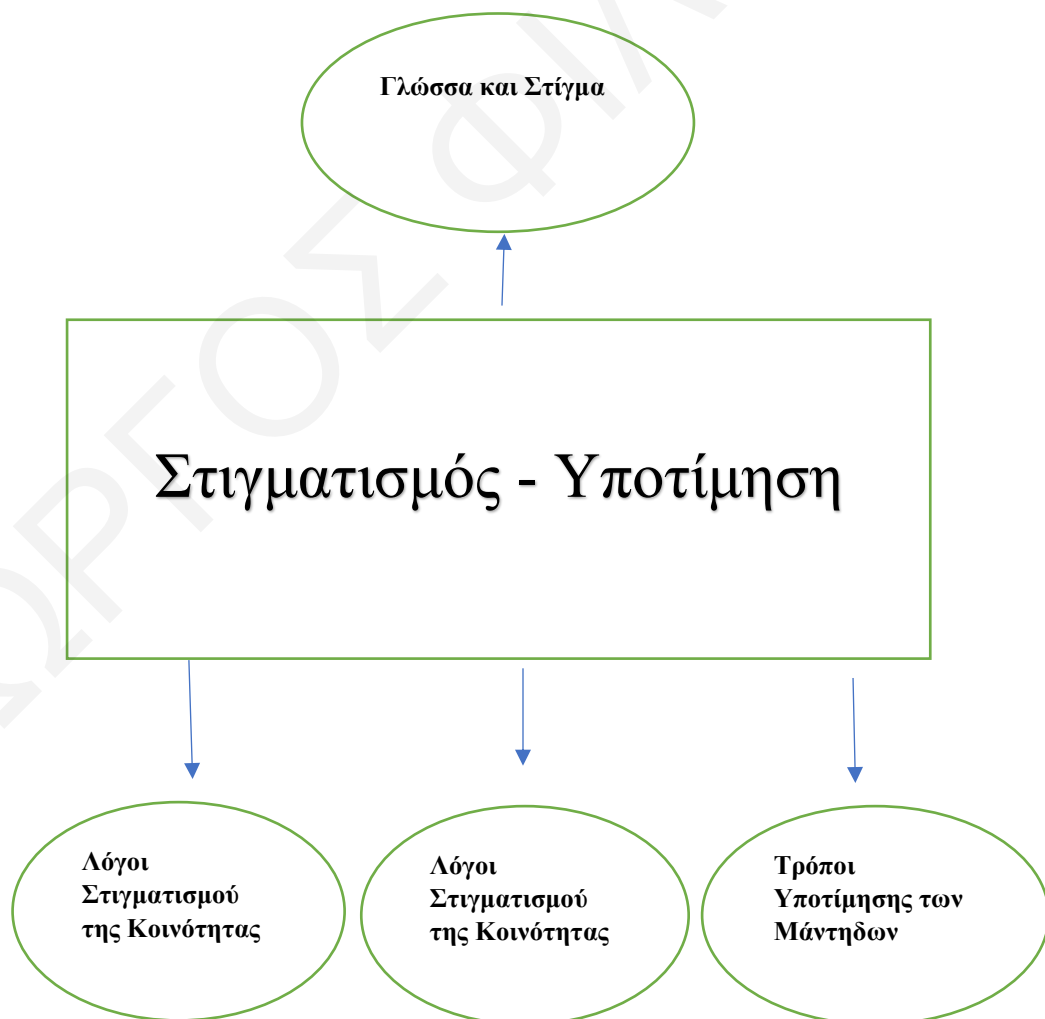 Γλώσσα και Στίγμα
Στιγματισμός - Υποτίμηση
Λόγοι
Στιγματισμού
της Κοινότητας
Λόγοι
Στιγματισμού
της Κοινότητας
Τρόποι
Υποτίμησης των
Μάντηδων